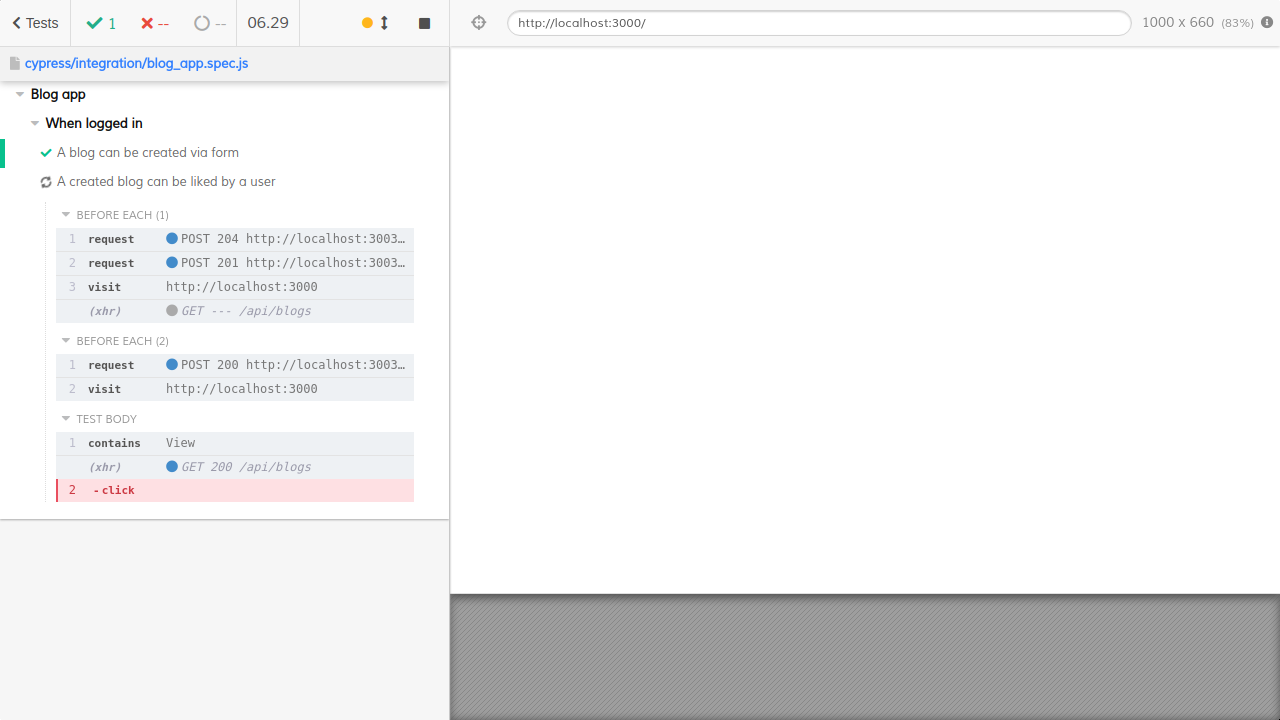 Tests 1 -- -- 06.29 http://localhost:3000/ 1000 x 660 (83%)
cypress/integration/blog_app.spec.js
Blog app
When logged in
A blog can be created via form
A created blog can be liked by a user
BEFORE EACH (1)
1 request POST 204 http://localhost:3003…
2 request POST 201 http://localhost:3003…
3 visit http://localhost:3000
(xhr) GET --- /api/blogs
BEFORE EACH (2)
1 request POST 200 http://localhost:3003…
2 visit http://localhost:3000
TEST BODY
1 contains View
(xhr) GET 200 /api/blogs
2 -click